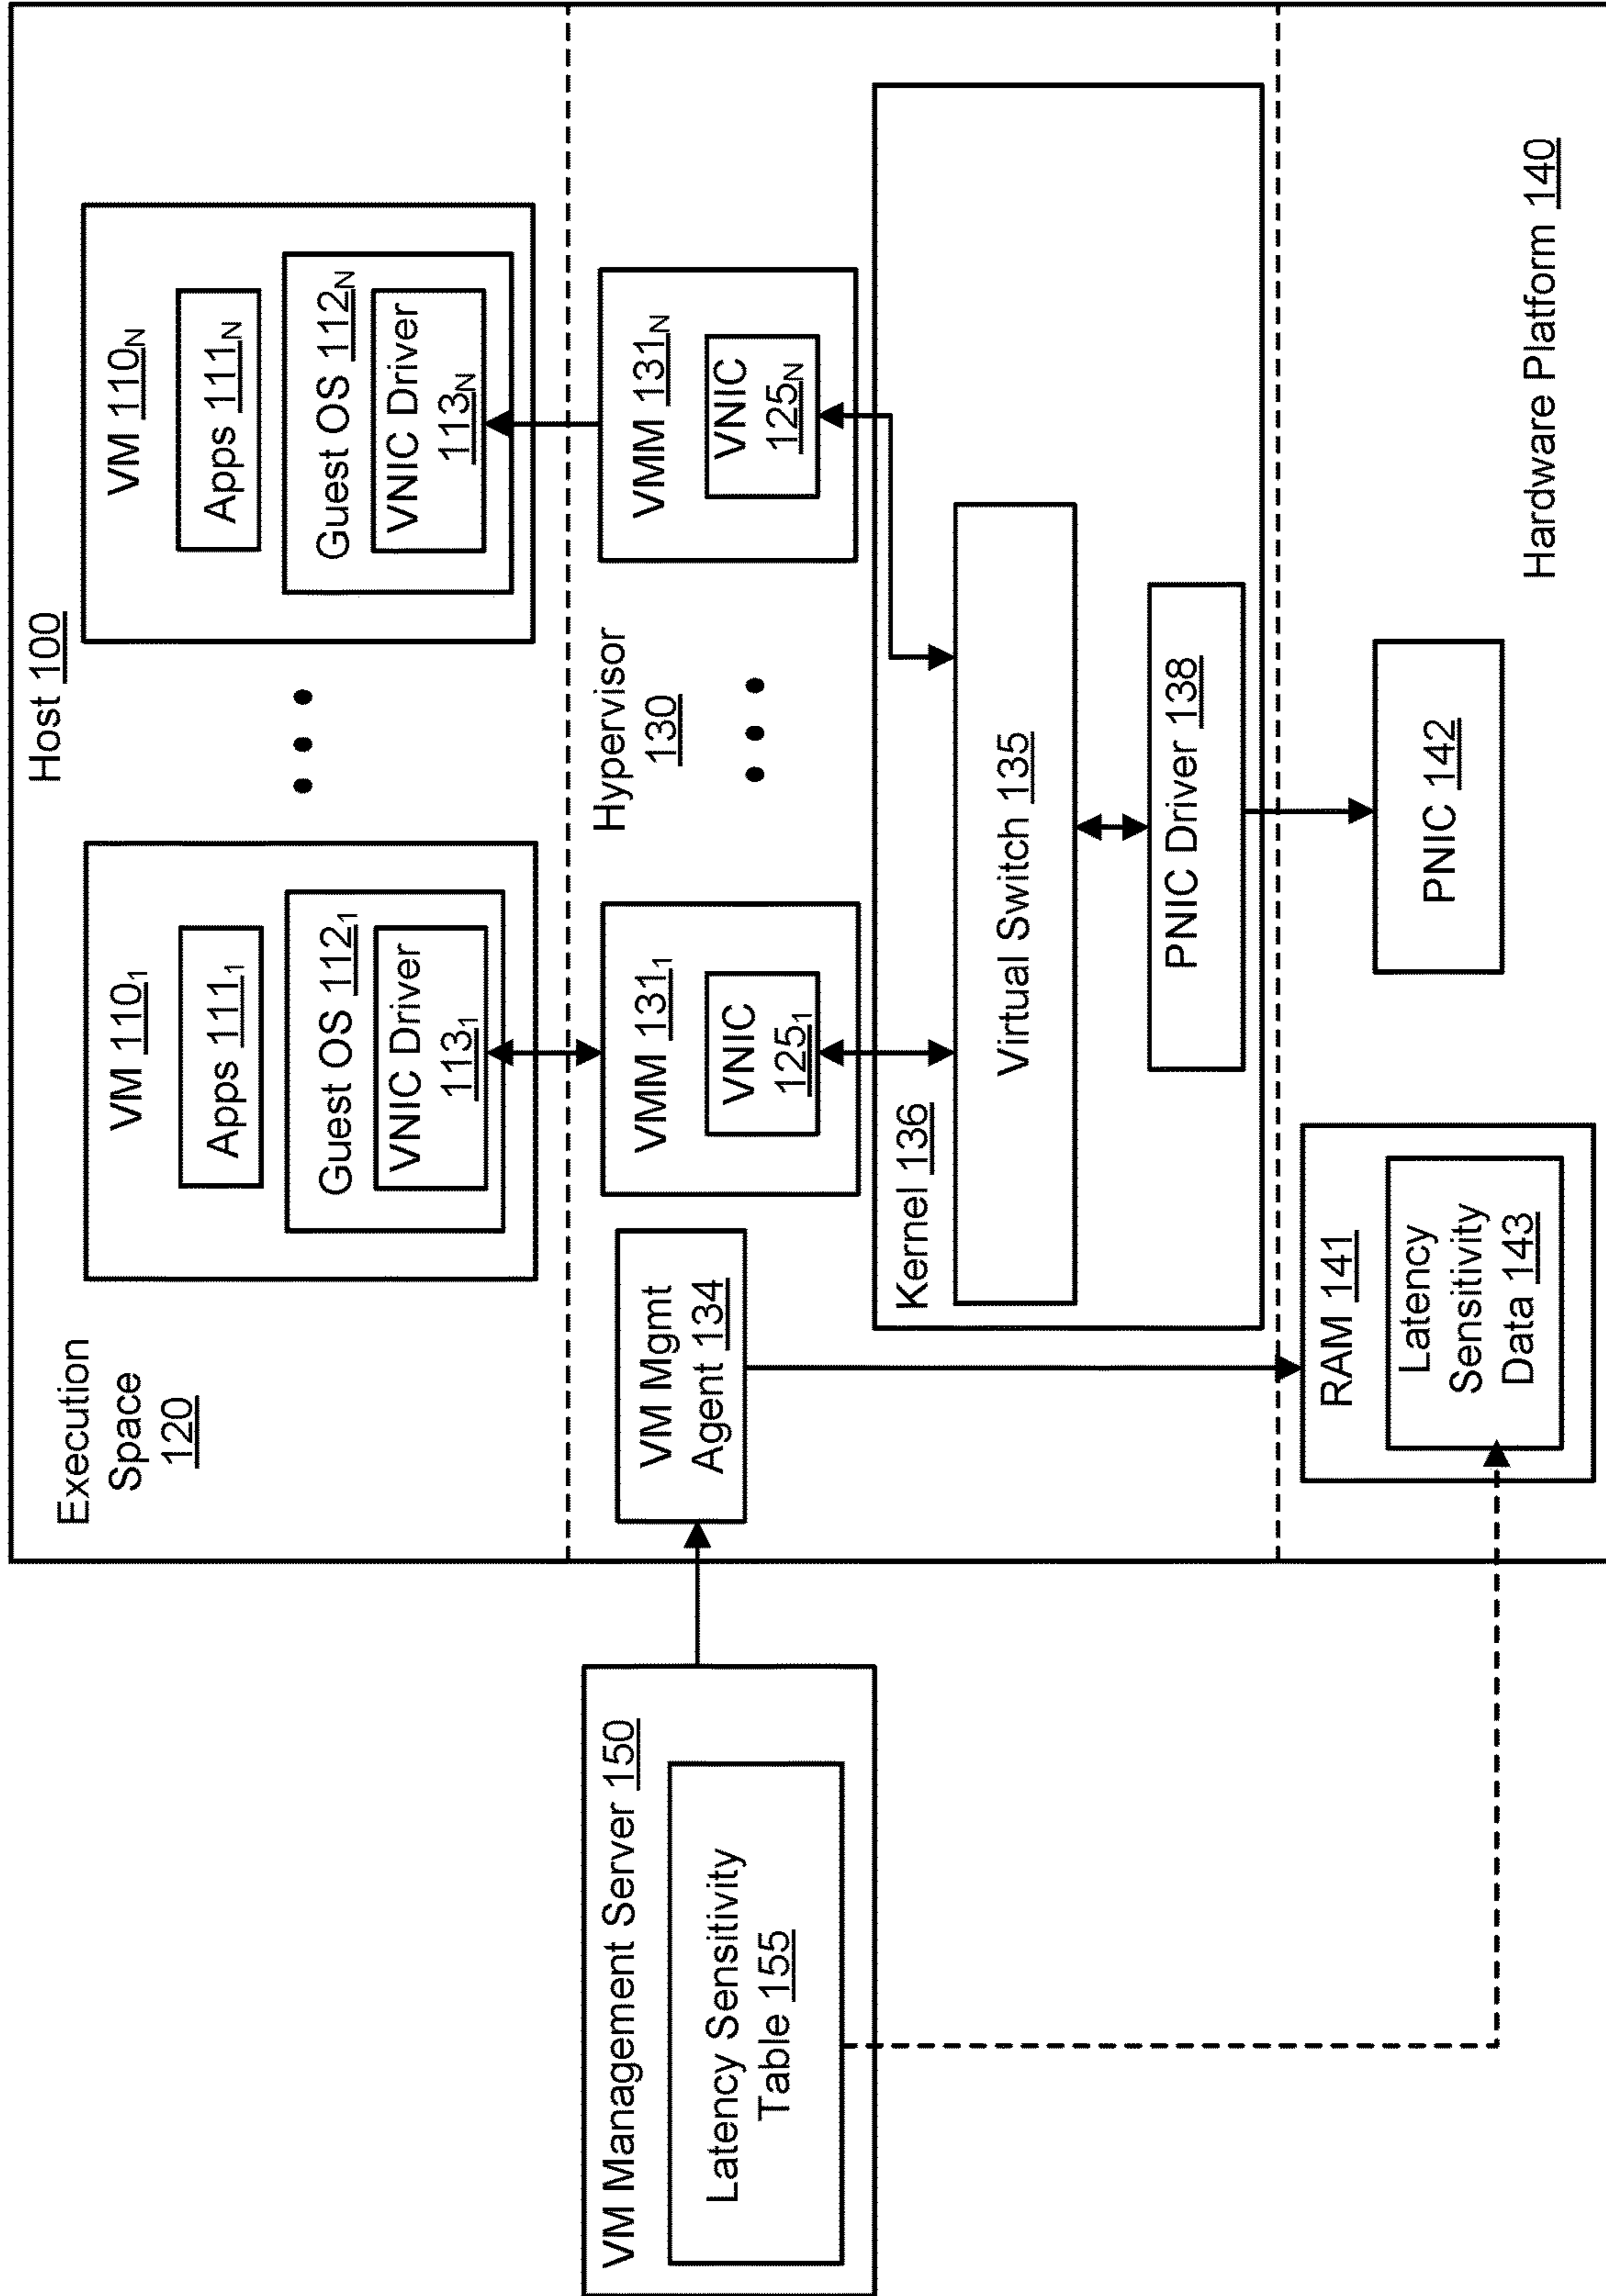 Host 100
Execution
Space
120
VM 110₁
Apps 111₁
Guest OS 112₁
VNIC Driver
113₁
VM 110N
Apps 111N
Guest OS 112N
VNIC Driver
113N
VM Management Server 150
Latency Sensitivity
Table 155
VM Mgmt
Agent 134
VMM 131₁
VNIC
125₁
Hypervisor
130
VMM 131N
VNIC
125N
Kernel 136
Virtual Switch 135
PNIC Driver 138
RAM 141
Latency
Sensitivity
Data 143
PNIC 142
Hardware Platform 140